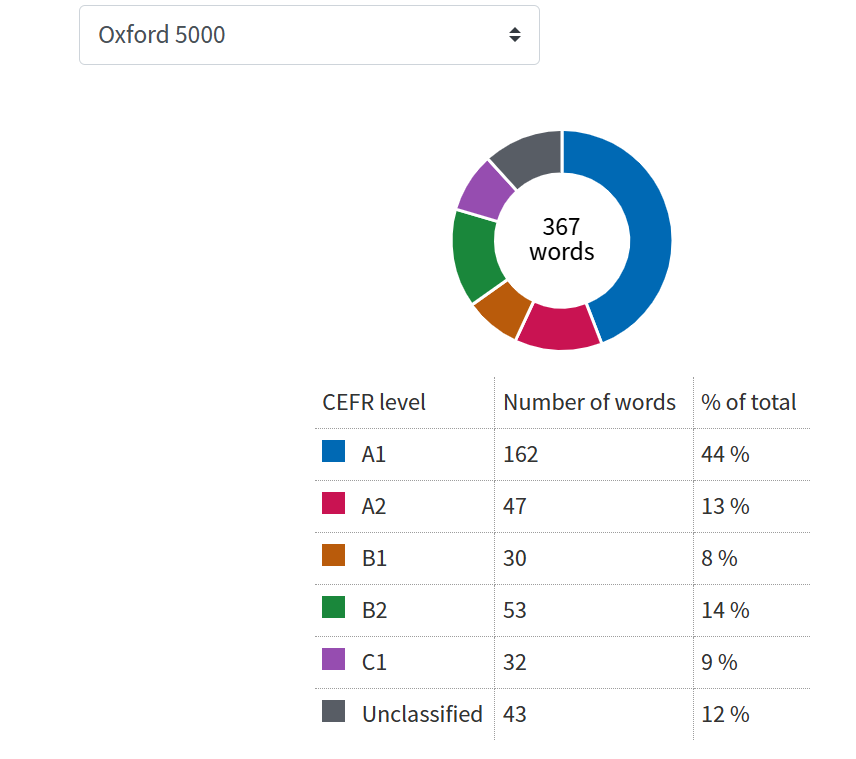 Oxford 5000
367
words
CEFR level Number of words % of total
A1 162 44 %
A2 47 13 %
B1 30 8 %
B2 53 14 %
C1 32 9 %
Unclassified 43 12 %